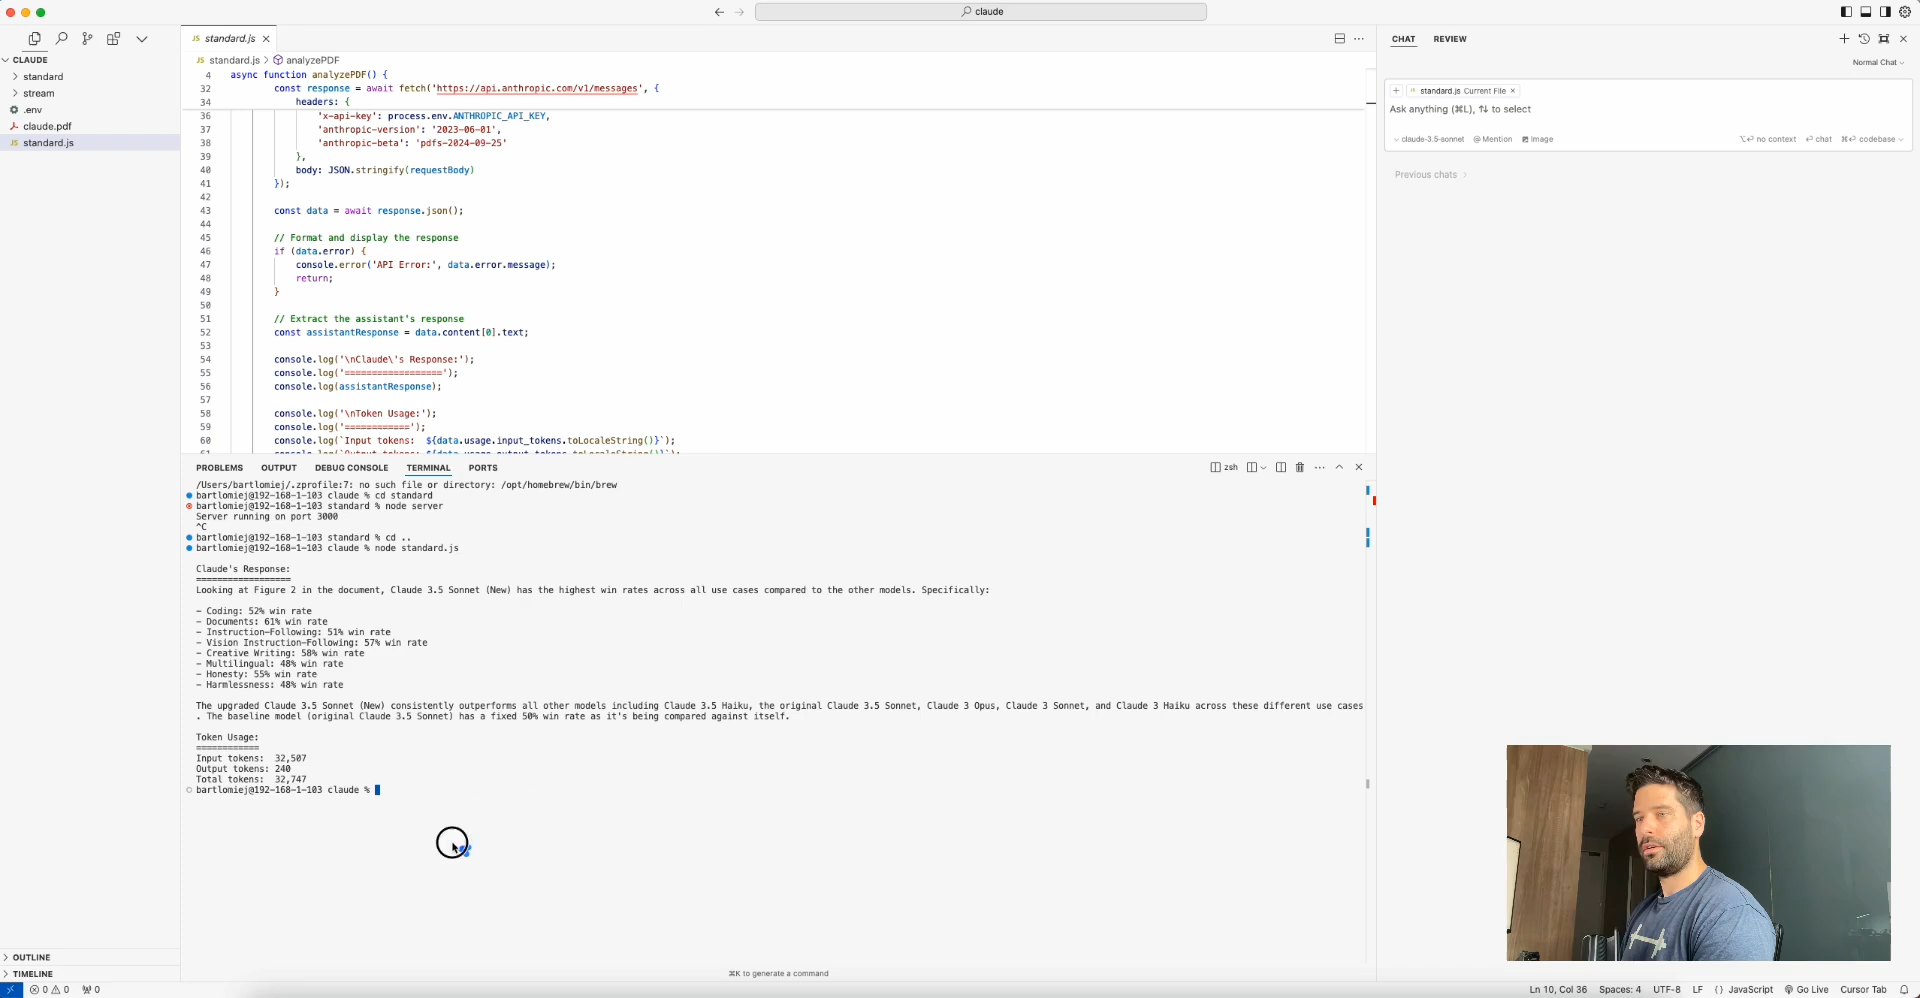 claude
CLAUDE
standard
stream
.env
claude.pdf
JS standard.js
OUTLINE
TIMELINE
JS standard.js
JS standard.js > analyzePDF
4 async function analyzePDF() {
32 const response = await fetch('https://api.anthropic.com/v1/messages', {
34 headers: {
36 'x-api-key': process.env.ANTHROPIC_API_KEY,
37 'anthropic-version': '2023-06-01',
38 'anthropic-beta': 'pdfs-2024-09-25'
39 },
40 body: JSON.stringify(requestBody)
41 });
42
43 const data = await response.json();
44
45 // Format and display the response
46 if (data.error) {
47 console.error('API Error:', data.error.message);
48 return;
49 }
50
51 // Extract the assistant's response
52 const assistantResponse = data.content[0].text;
53
54 console.log('\nClaude\'s Response:');
55 console.log('==================');
56 console.log(assistantResponse);
57
58 console.log('\nToken Usage:');
59 console.log('============');
60 console.log(`Input tokens:  ${data.usage.input_tokens.toLocaleString()}`);
61 console.log(`Output tokens: ${data.usage.output_tokens.toLocaleString()}`);
PROBLEMS OUTPUT DEBUG CONSOLE TERMINAL PORTS
zsh
/Users/bartlomiej/.zprofile:7: no such file or directory: /opt/homebrew/bin/brew
bartlomiej@192-168-1-103 claude % cd standard
bartlomiej@192-168-1-103 standard % node server
Server running on port 3000
^C
bartlomiej@192-168-1-103 standard % cd ..
bartlomiej@192-168-1-103 claude % node standard.js
Claude's Response:
==================
Looking at Figure 2 in the document, Claude 3.5 Sonnet (New) has the highest win rates across all use cases compared to the other models. Specifically:
- Coding: 52% win rate
- Documents: 61% win rate
- Instruction-Following: 51% win rate
- Vision Instruction-Following: 57% win rate
- Creative Writing: 58% win rate
- Multilingual: 48% win rate
- Honesty: 55% win rate
- Harmlessness: 48% win rate
The upgraded Claude 3.5 Sonnet (New) consistently outperforms all other models including Claude 3.5 Haiku, the original Claude 3.5 Sonnet, Claude 3 Opus, Claude 3 Sonnet, and Claude 3 Haiku across these different use cases
. The baseline model (original Claude 3.5 Sonnet) has a fixed 50% win rate as it's being compared against itself.
Token Usage:
============
Input tokens:  32,507
Output tokens: 240
Total tokens:  32,747
bartlomiej@192-168-1-103 claude %
⌘K to generate a command
CHAT REVIEW
Normal Chat
+ JS standard.js Current File ×
Ask anything (⌘L), ⇅ to select
claude-3.5-sonnet @ Mention Image ⌥⏎ no context ⏎ chat ⌘⏎ codebase
Previous chats >
0 0 0 Ln 10, Col 36 Spaces: 4 UTF-8 LF {} JavaScript Go Live Cursor Tab